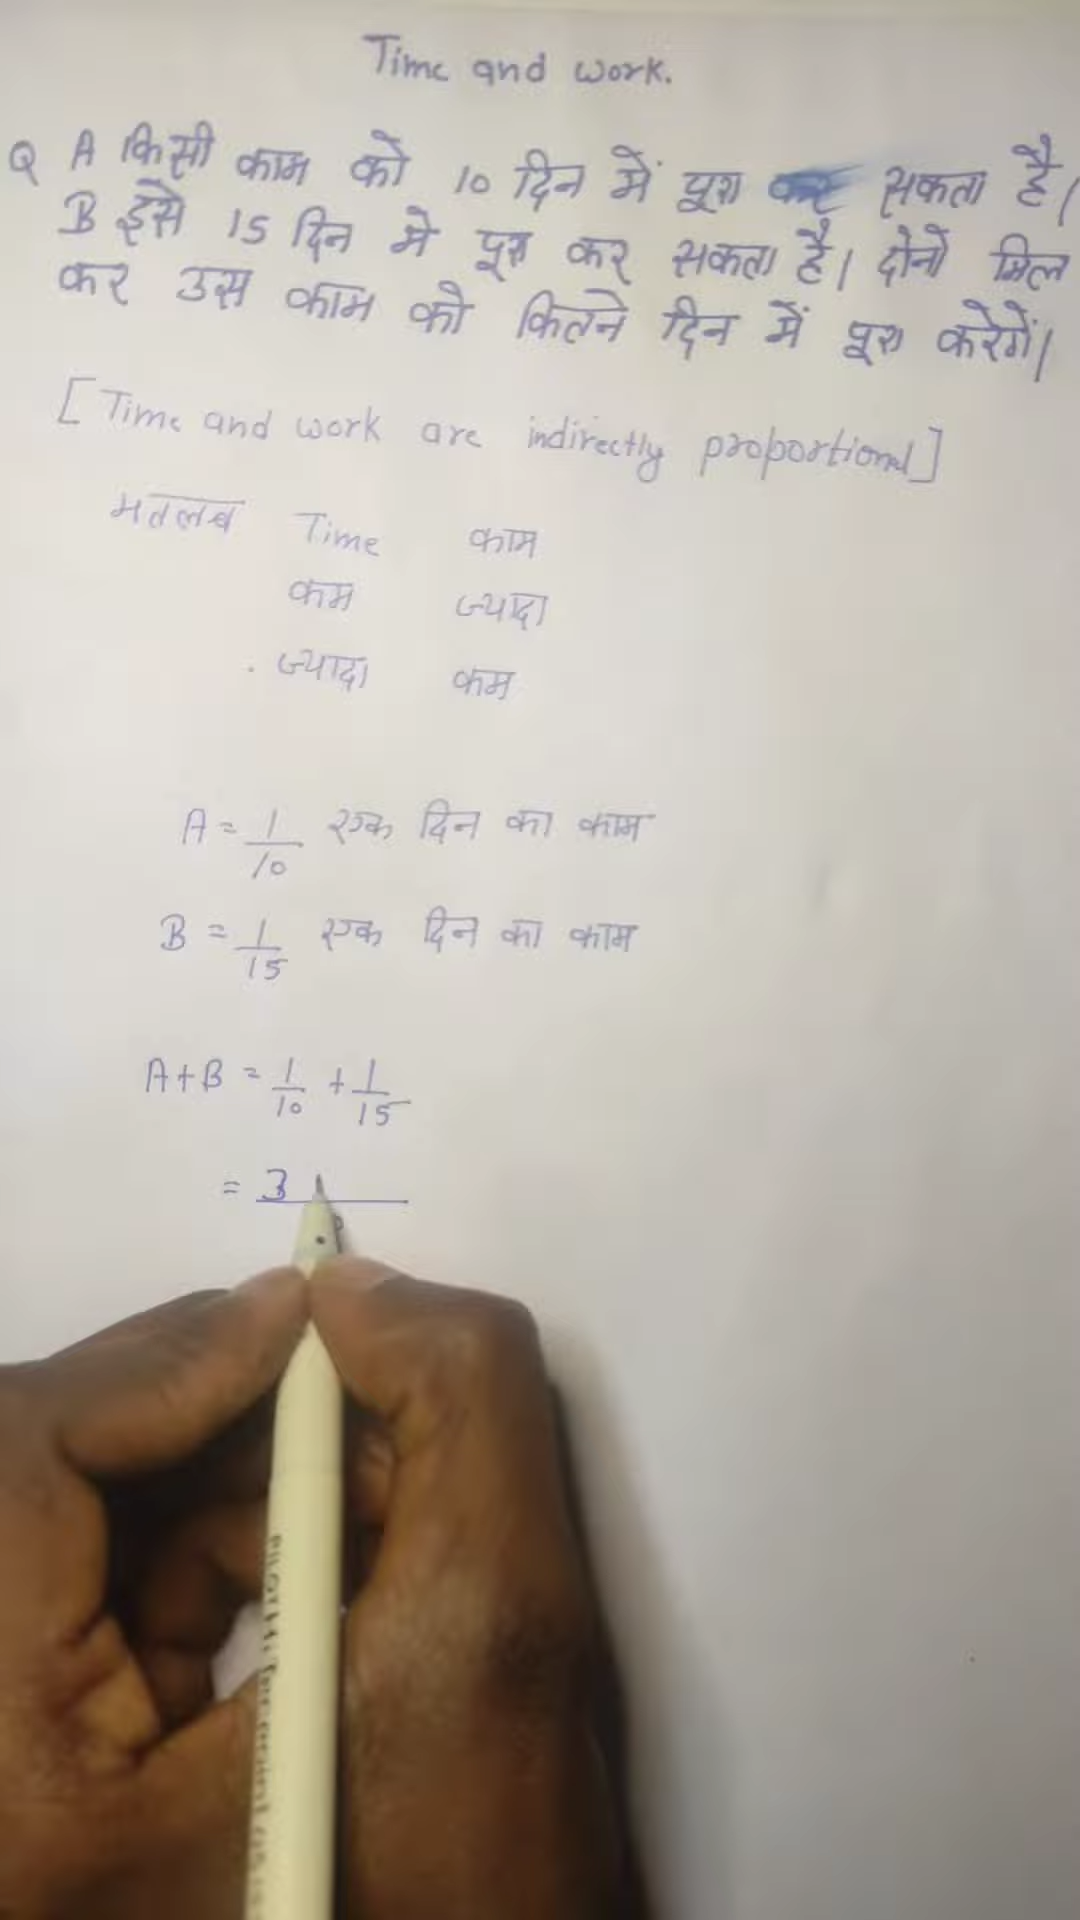 Time and work.
Q A किसी काम को 10 दिन में पूरा कर सकता है।
B इसे 15 दिन मे पूरा कर सकता है। दोनों मिल
कर उस काम को कितने दिन में पूरा करेगें।
[Time and work are indirectly proportional]
मतलब Time काम
कम ज्यादा
ज्यादा कम
A = 1/10 एक दिन का काम
B = 1/15 एक दिन का काम
A+B = 1/10 + 1/15
= 3